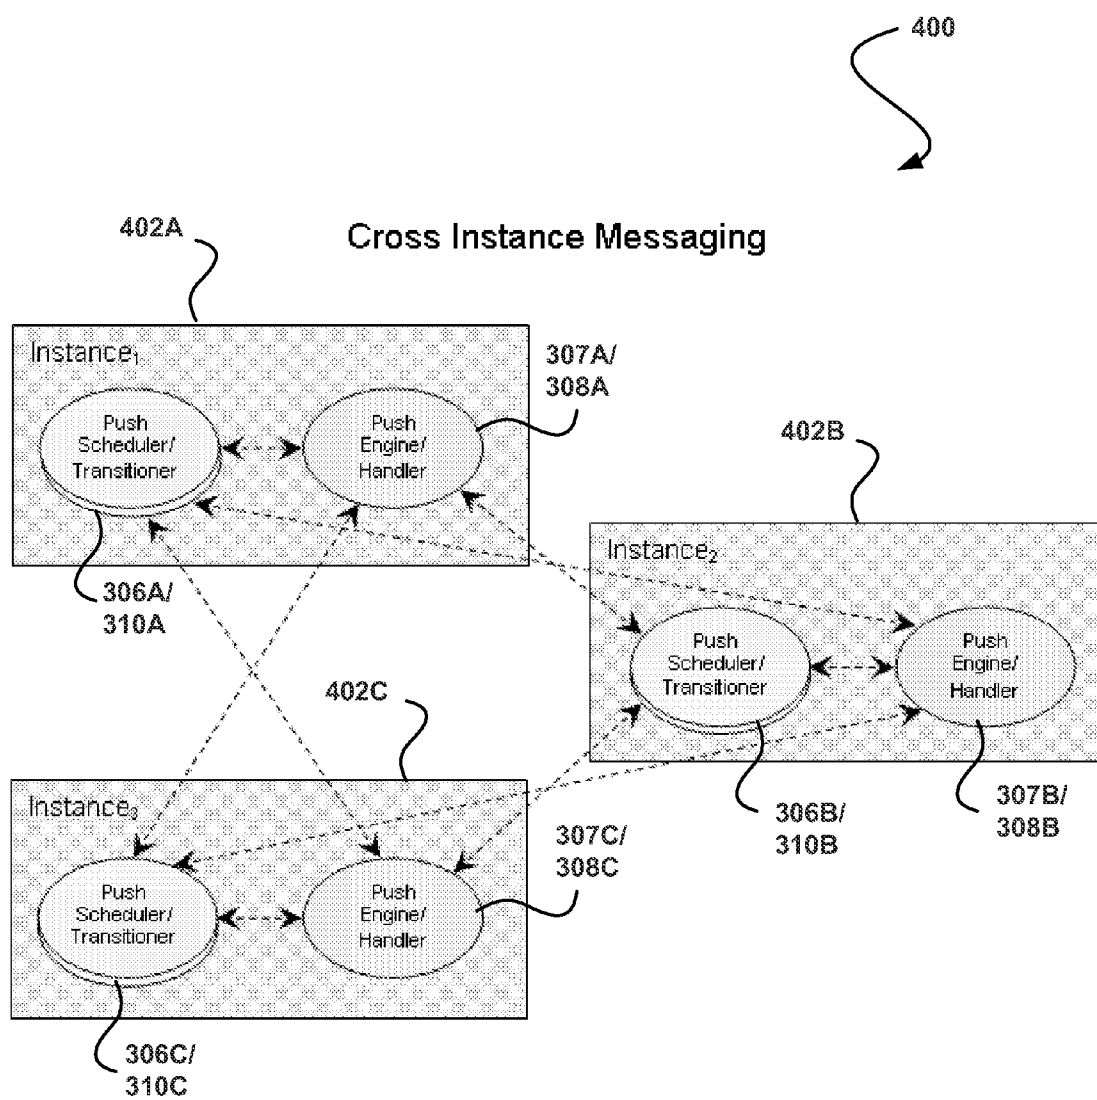 400
402A
Cross Instance Messaging
Instance1
307A/
308A
Push
Scheduler/
Transitioner
Push
Engine/
Handler
402B
306A/
310A
Instance2
Push
Scheduler/
Transitioner
Push
Engine/
Handler
402C
306B/
310B
307B/
308B
Instance3
307C/
308C
Push
Scheduler/
Transitioner
Push
Engine/
Handler
306C/
310C